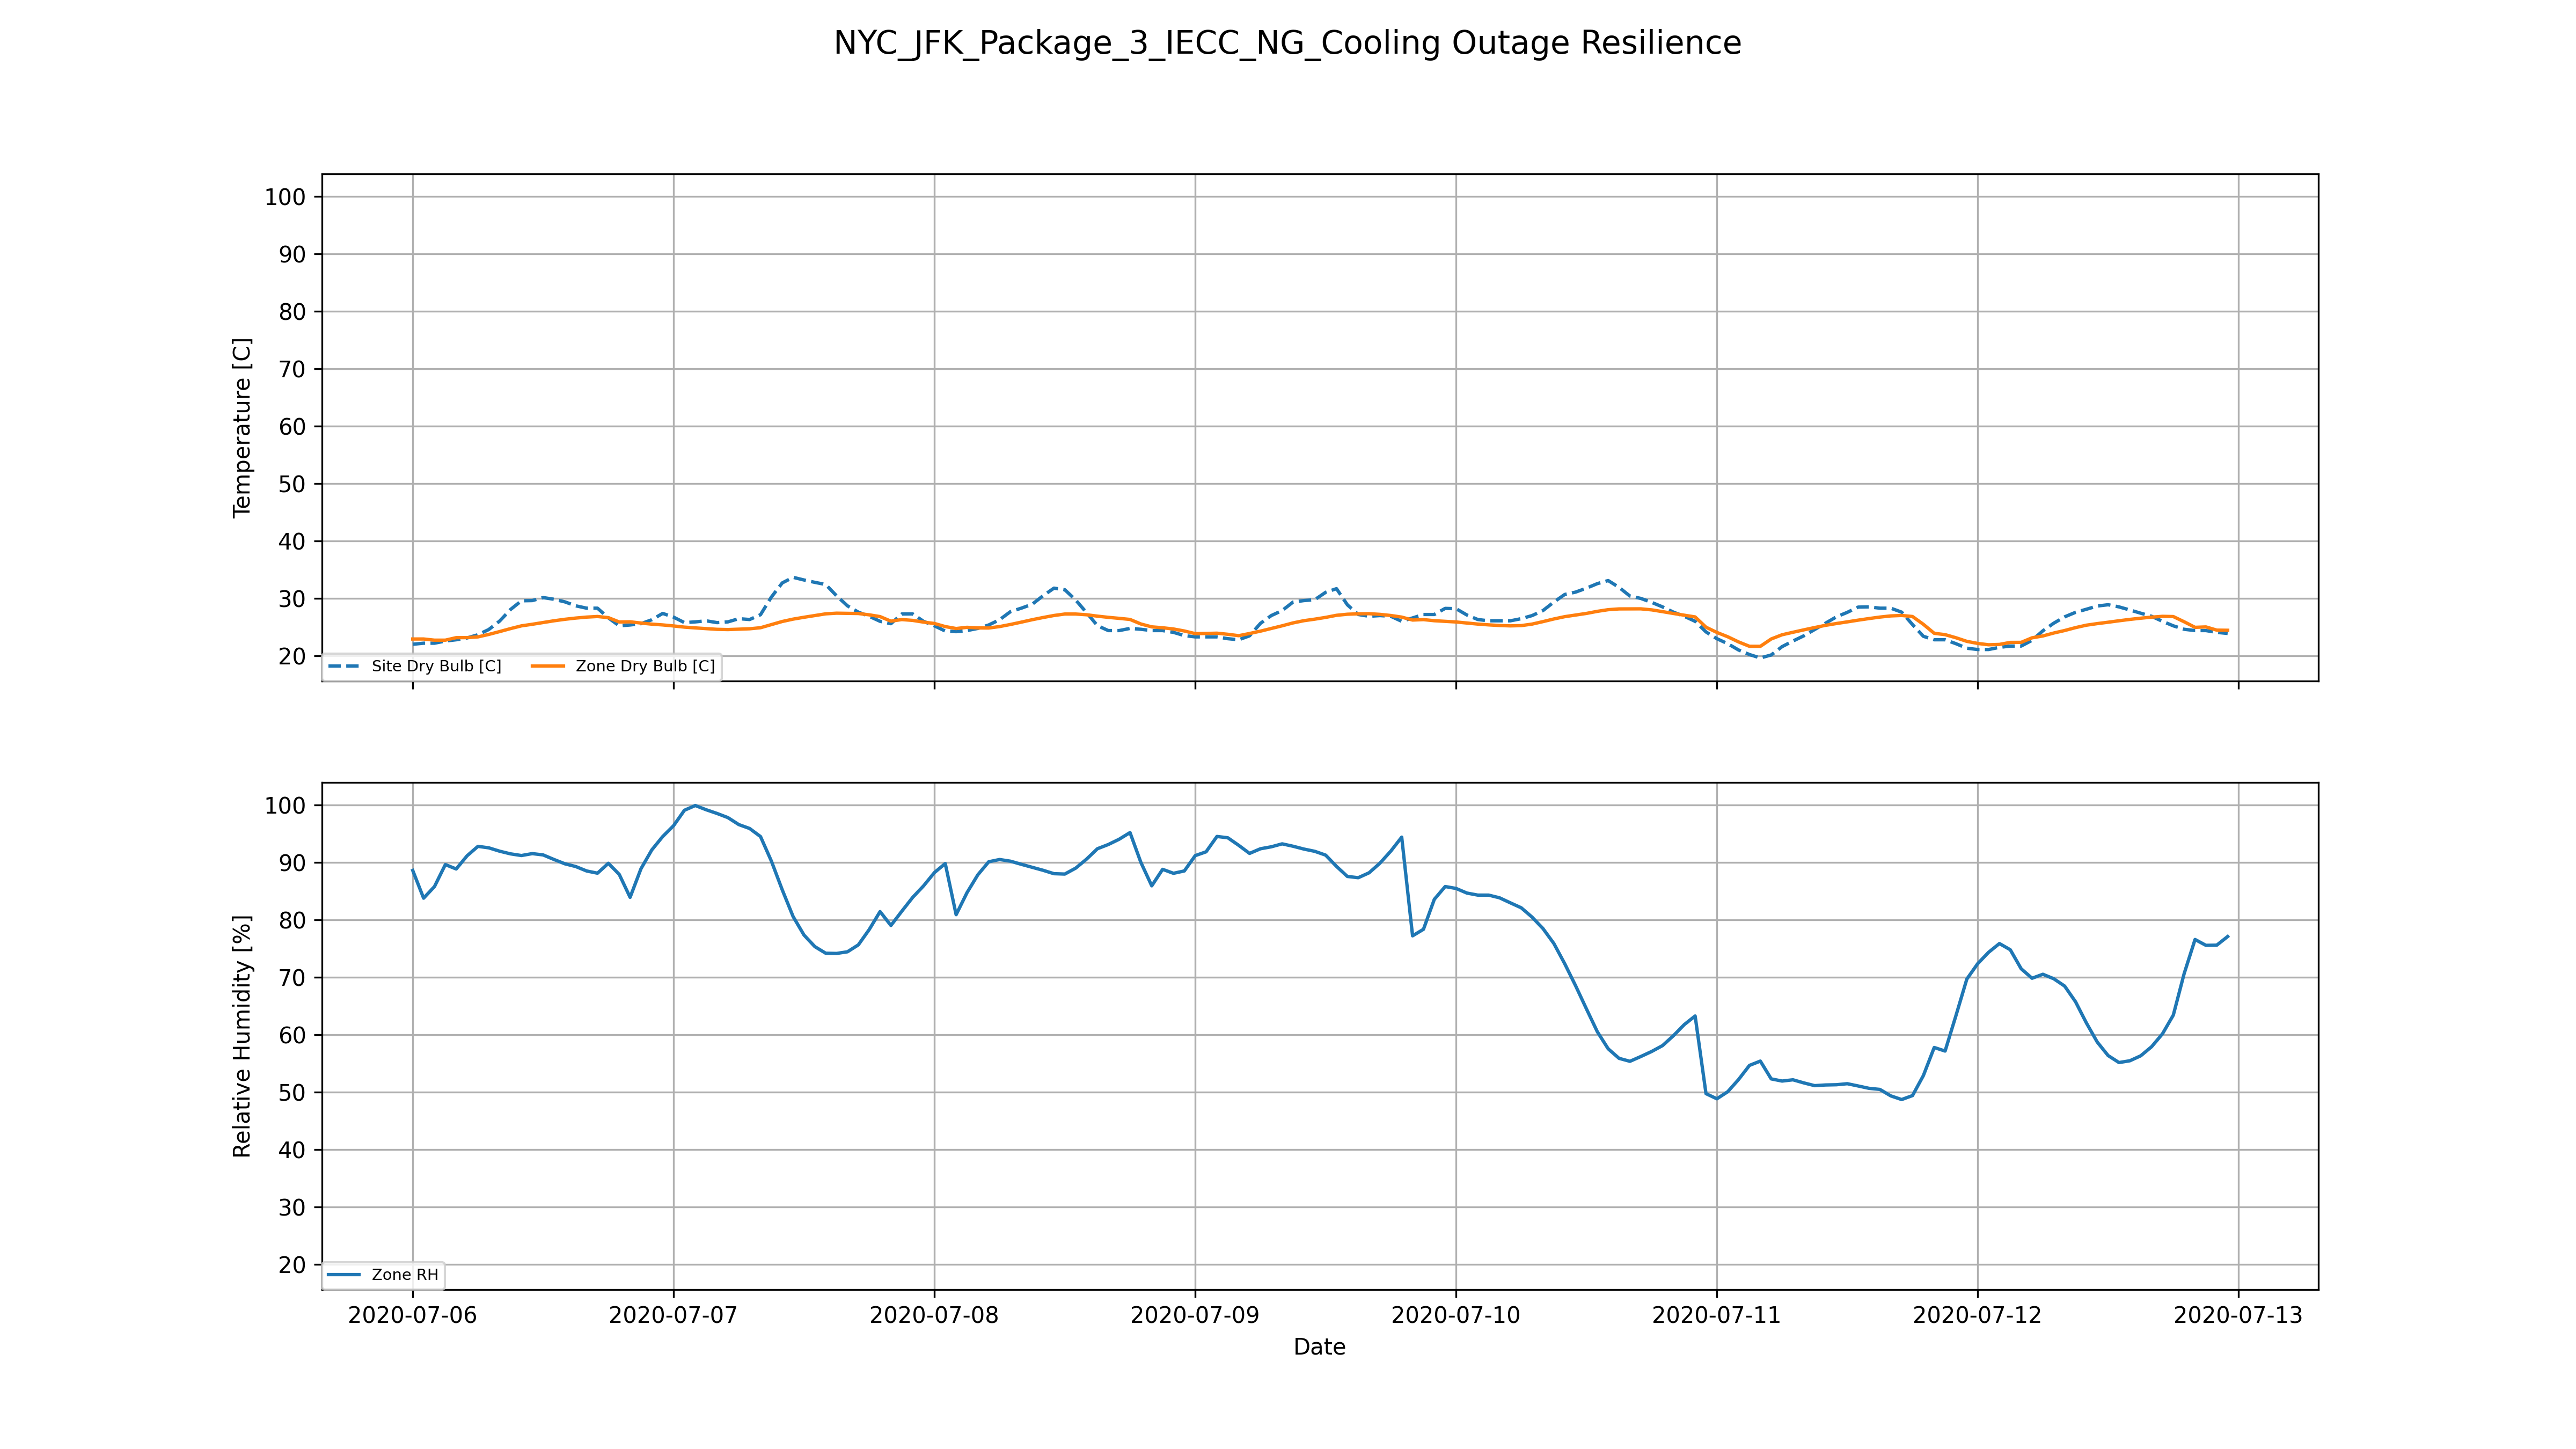 NYC_JFK_Package_3_IECC_NG_Cooling Outage Resilience
100
90
80
70
60
50
40
30
20
Temperature [C]
Site Dry Bulb [C] Zone Dry Bulb [C]
100
90
80
70
60
50
40
30
20
Relative Humidity [%]
Zone RH
2020-07-06 2020-07-07 2020-07-08 2020-07-09 2020-07-10 2020-07-11 2020-07-12 2020-07-13
Date